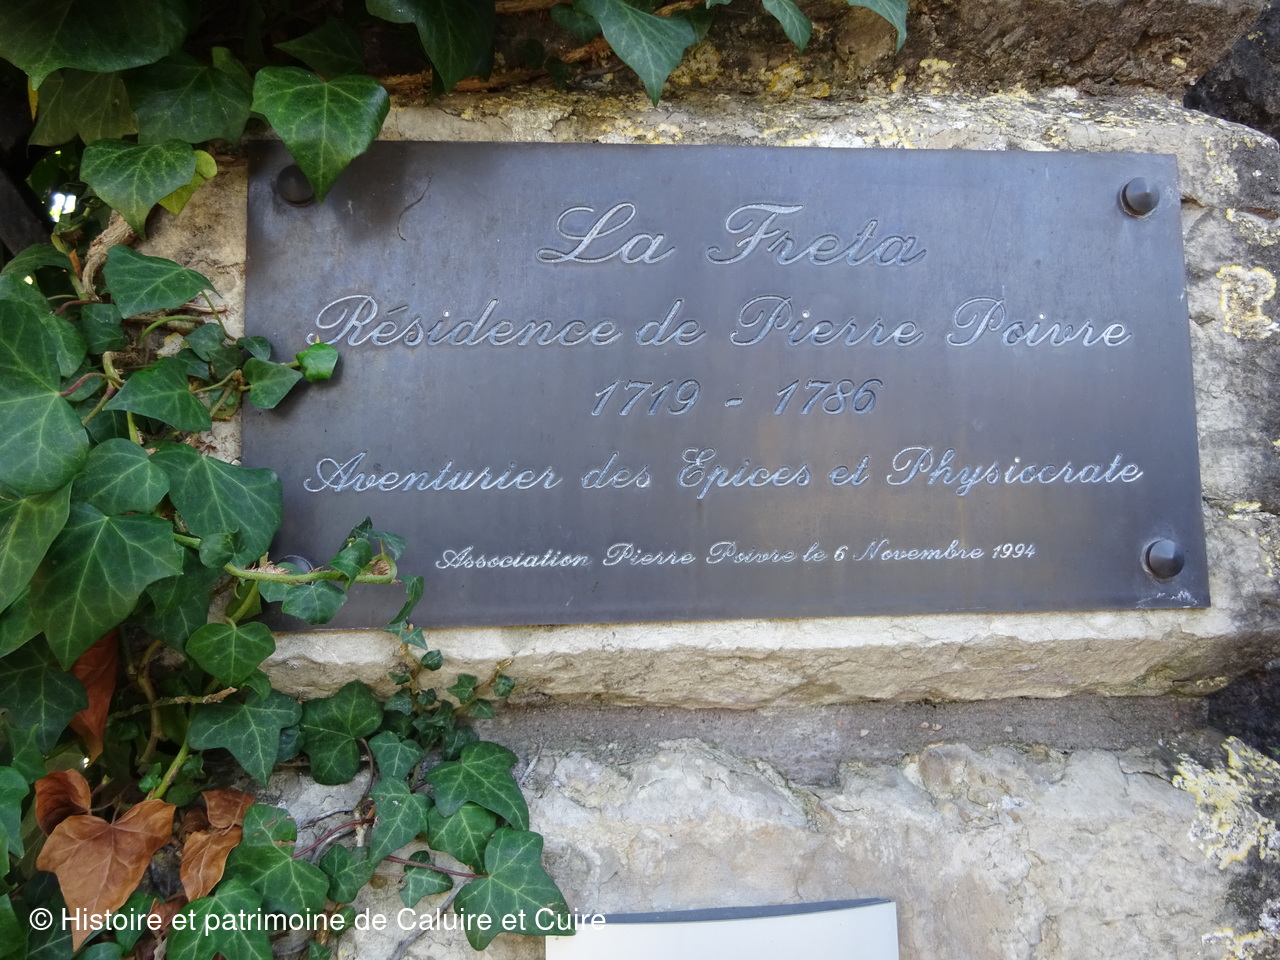 La Freta
Résidence de Pierre Poivre
1719 - 1786
Aventurier des Epices et Physiocrate
Association Pierre Poivre le 6 Novembre 1994
© Histoire et patrimoine de Caluire et Cuire